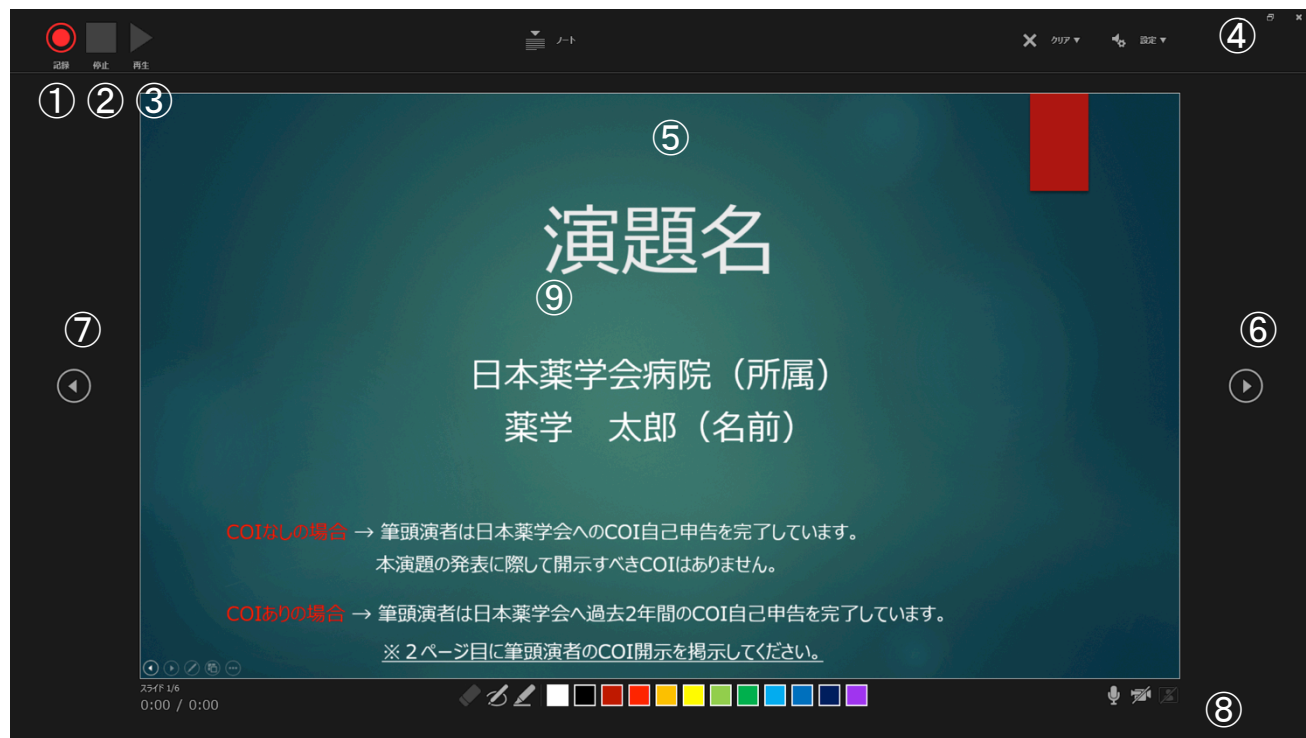 記録 停止 再生
ノート
クリア▼ 設定▼
④
① ② ③
⑤
演題名
⑨
⑦ ⑥
日本薬学会病院（所属）
薬学　太郎（名前）
COIなしの場合 → 筆頭演者は日本薬学会へのCOI自己申告を完了しています。
本演題の発表に際して開示すべきCOIはありません。
COIありの場合 → 筆頭演者は日本薬学会へ過去2年間のCOI自己申告を完了しています。
※２ページ目に筆頭演者のCOI開示を掲示してください。
スライド 1/6
0:00 / 0:00
⑧